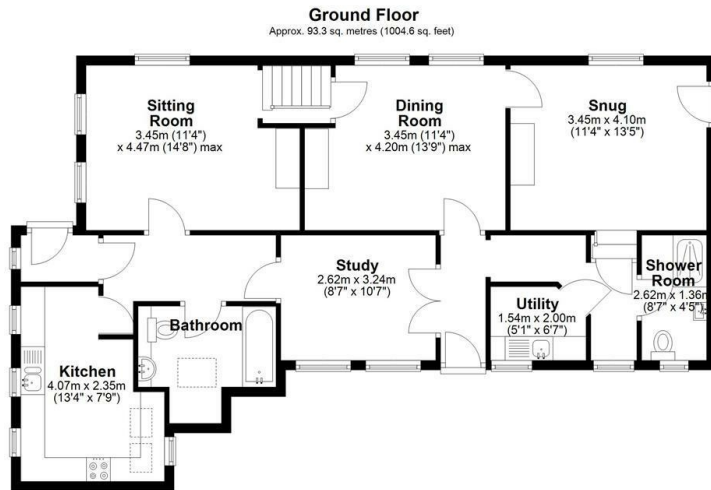 Ground Floor
Approx. 93.3 sq. metres (1004.6 sq. feet)
Sitting
Room
3.45m (11'4")
x 4.47m (14'8") max
Dining
Room
3.45m (11'4")
x 4.20m (13'9") max
Snug
3.45m x 4.10m
(11'4" x 13'5")
Study
2.62m x 3.24m
(8'7" x 10'7")
Shower
Room
2.62m x 1.36m
(8'7" x 4'5")
Utility
1.54m x 2.00m
(5'1" x 6'7")
Bathroom
Kitchen
4.07m x 2.35m
(13'4" x 7'9")